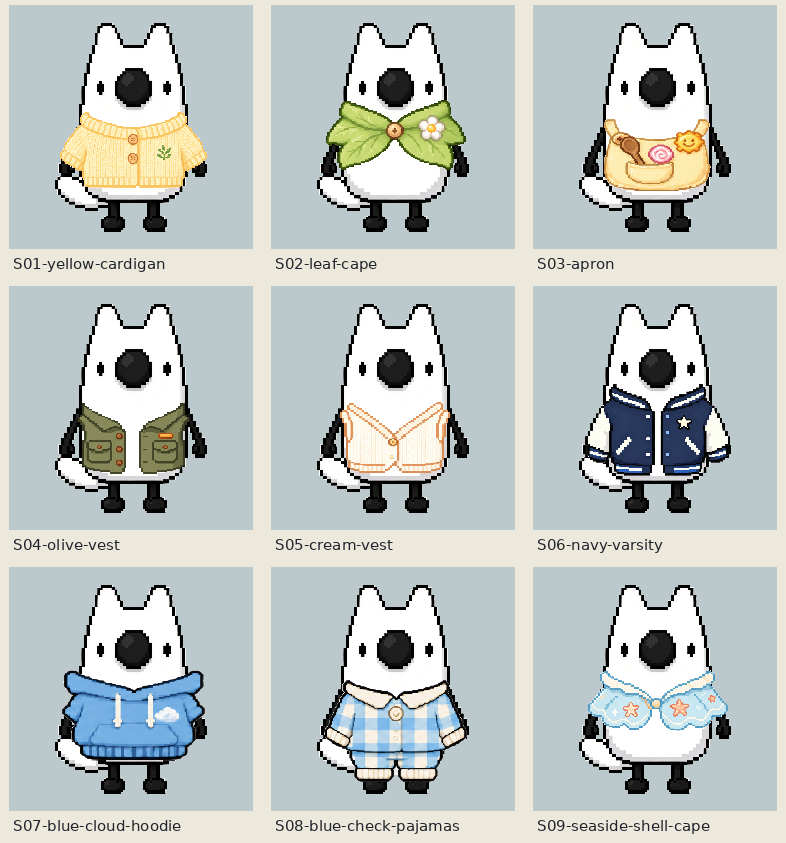 S01-yellow-cardigan
S02-leaf-cape
S03-apron
S04-olive-vest
S05-cream-vest
S06-navy-varsity
S07-blue-cloud-hoodie
S08-blue-check-pajamas
S09-seaside-shell-cape